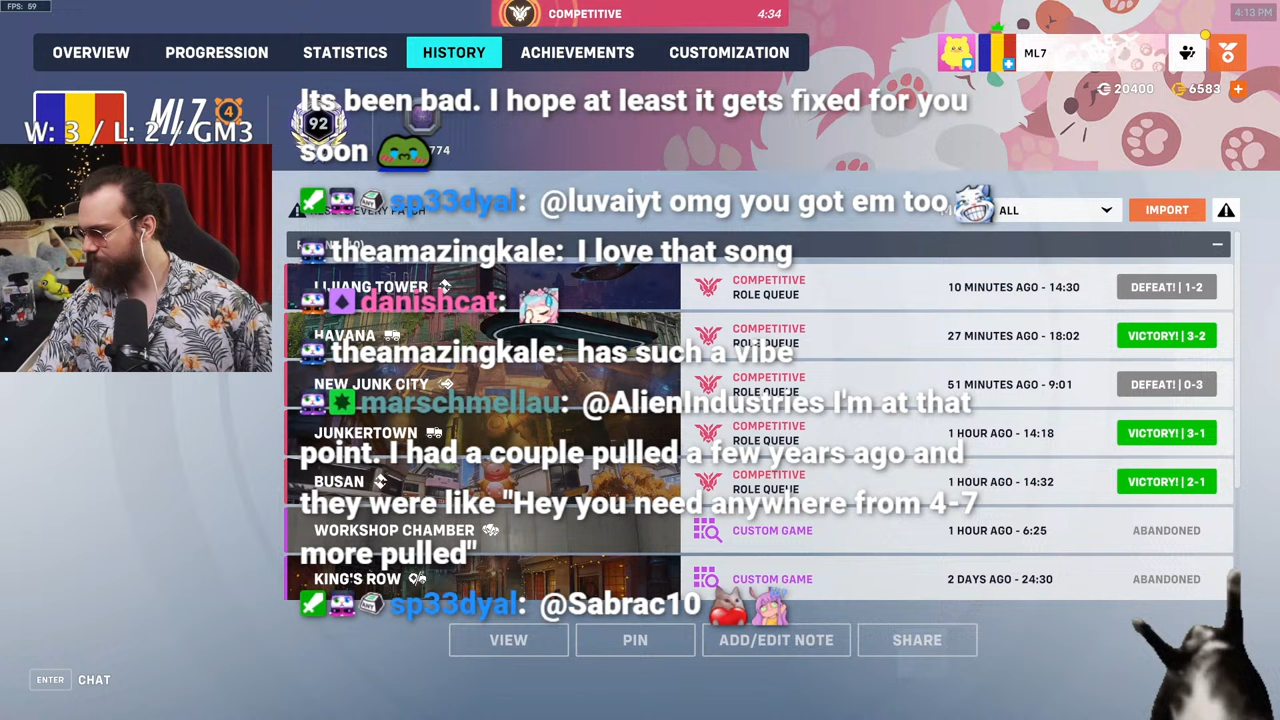 FPS: 59
COMPETITIVE 4:34
4:13 PM
OVERVIEW PROGRESSION STATISTICS HISTORY ACHIEVEMENTS CUSTOMIZATION
ML7
20400 6583
Its been bad. I hope at least it gets fixed for you
ML7 4
92
W: 3 / L: 2 / GM3
soon
774
sp33dyal: @luvaiyt omg you got em too
EVERY PATCH
ALL IMPORT
theamazingkale: I love that song
LIJIANG TOWER COMPETITIVE ROLE QUEUE 10 MINUTES AGO - 14:30 DEFEAT! | 1-2
danishcat:
HAVANA COMPETITIVE ROLE QUEUE 27 MINUTES AGO - 18:02 VICTORY! | 3-2
theamazingkale: has such a vibe
NEW JUNK CITY COMPETITIVE ROLE QUEUE 51 MINUTES AGO - 9:01 DEFEAT! | 0-3
marschmellau: @AlienIndustries I'm at that
JUNKERTOWN COMPETITIVE ROLE QUEUE 1 HOUR AGO - 14:18 VICTORY! | 3-1
point. I had a couple pulled a few years ago and
BUSAN COMPETITIVE ROLE QUEUE 1 HOUR AGO - 14:32 VICTORY! | 2-1
they were like "Hey you need anywhere from 4-7
WORKSHOP CHAMBER CUSTOM GAME 1 HOUR AGO - 6:25 ABANDONED
more pulled"
KING'S ROW CUSTOM GAME 2 DAYS AGO - 24:30 ABANDONED
sp33dyal: @Sabrac10
VIEW PIN ADD/EDIT NOTE SHARE
ENTER CHAT